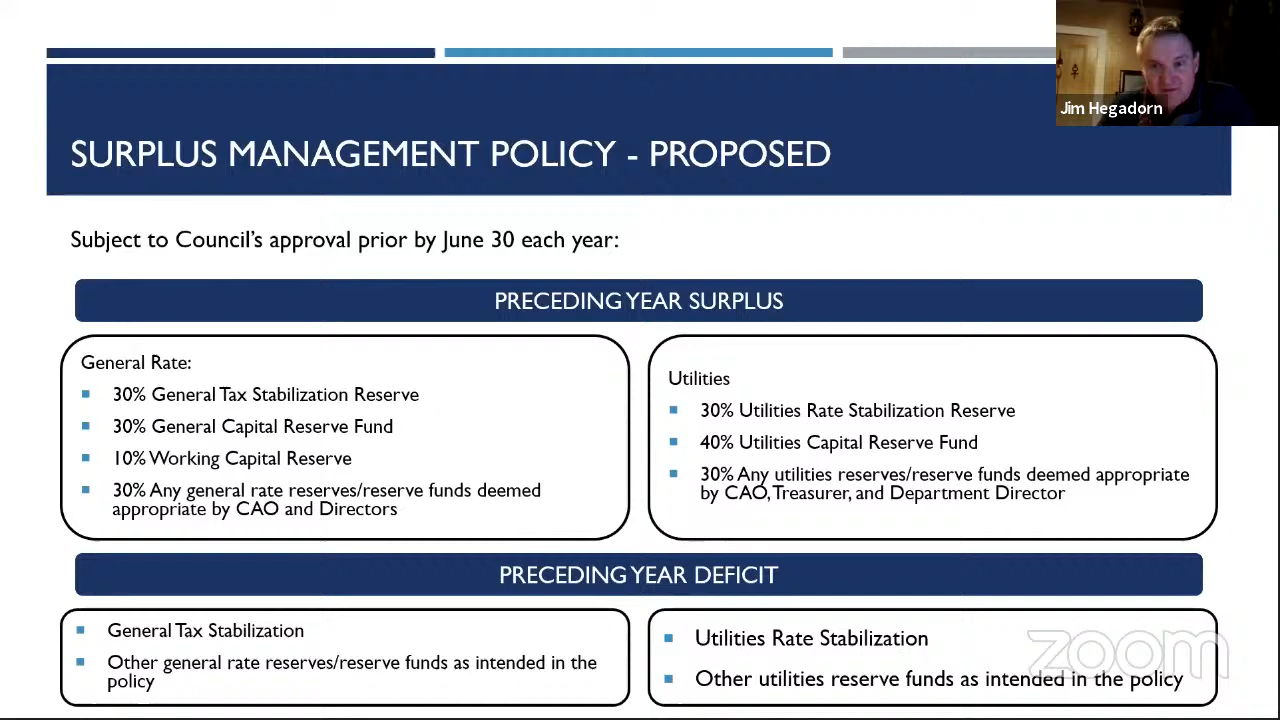 Jim Hegadorn
SURPLUS MANAGEMENT POLICY - PROPOSED
Subject to Council's approval prior by June 30 each year:
PRECEDING YEAR SURPLUS
General Rate:
30% General Tax Stabilization Reserve
30% General Capital Reserve Fund
10% Working Capital Reserve
30% Any general rate reserves/reserve funds deemed
appropriate by CAO and Directors
Utilities
30% Utilities Rate Stabilization Reserve
40% Utilities Capital Reserve Fund
30% Any utilities reserves/reserve funds deemed appropriate
by CAO, Treasurer, and Department Director
PRECEDING YEAR DEFICIT
General Tax Stabilization
Other general rate reserves/reserve funds as intended in the
policy
Utilities Rate Stabilization
Other utilities reserve funds as intended in the policy
zoom